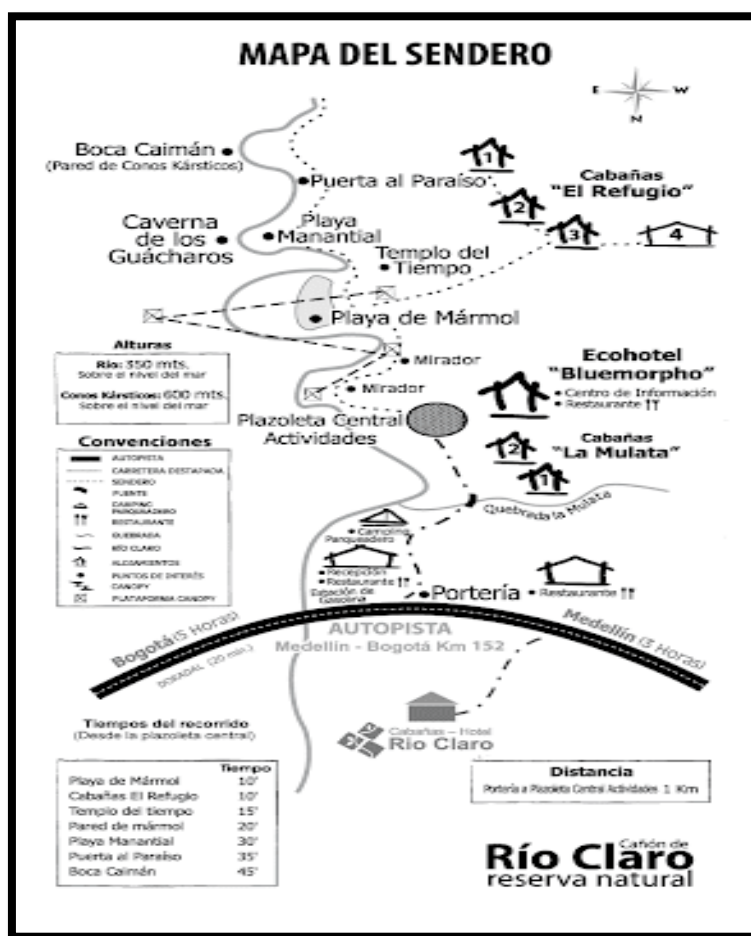 MAPA DEL SENDERO
E
W
N
Boca Caimán
(Pared de Conos Kársticos)
Puerta al Paraíso
1
2
3
4
Cabañas
"El Refugio"
Caverna
de los
Guácharos
Playa
Manantial
Templo del
Tiempo
Playa de Mármol
Alturas
Río: 350 mts.
Sobre el nivel del mar
Conos Kársticos: 600 mts.
Sobre el nivel del mar
Mirador
Mirador
Plazoleta Central
Actividades
Ecohotel
"Bluemorpho"
Centro de Información
Restaurante
Cabañas
"La Mulata"
2
1
Quebrada la Mulata
Convenciones
AUTOPISTA
CARRETERA DESTAPADA
SENDERO
PUENTE
CAMPING
PARQUEADERO
RESTAURANTE
QUEBRADA
RÍO CLARO
ALOJAMIENTOS
PUNTOS DE INTERÉS
CANOPY
PLATAFORMA CANOPY
Camping
Parqueadero
Recepción
Restaurante
Estación de
Gasolina
Portería
Restaurante
Bogotá (5 Horas)
DORADAL (20 min.)
AUTOPISTA
Medellín - Bogotá Km 152
Medellín (3 Horas)
Cabañas - Hotel
Río Claro
Tiempos del recorrido
(Desde la plazoleta central)
Tiempo
Playa de Mármol 10'
Cabañas El Refugio 10'
Templo del tiempo 15'
Pared de mármol 20'
Playa Manantial 30'
Puerta al Paraíso 35'
Boca Caimán 45'
Distancia
Portería a Plazoleta Central Actividades 1 Km
Cañón de
Río Claro
reserva natural